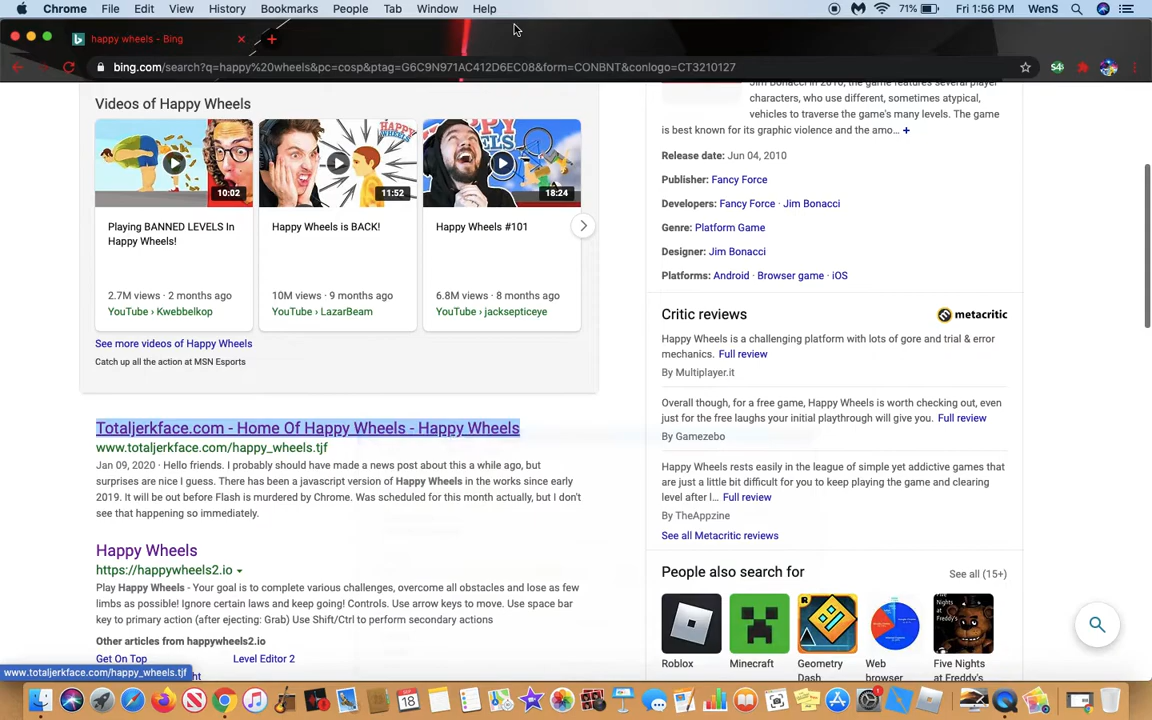 Chrome File Edit View History Bookmarks People Tab Window Help 71% Fri 1:56 PM WenS
happy wheels - Bing
bing.com/search?q=happy%20wheels&pc=cosp&ptag=G6C9N971AC412D6EC08&form=CONBNT&conlogo=CT3210127
Videos of Happy Wheels
10:02
11:52
18:24
Playing BANNED LEVELS In
Happy Wheels!
2.7M views · 2 months ago
YouTube › Kwebbelkop
HAPPY
WHEELS
Happy Wheels is BACK!
10M views · 9 months ago
YouTube › LazarBeam
Happy Wheels #101
6.8M views · 8 months ago
YouTube › jacksepticeye
See more videos of Happy Wheels
Catch up all the action at MSN Esports
Totaljerkface.com - Home Of Happy Wheels - Happy Wheels
www.totaljerkface.com/happy_wheels.tjf
Jan 09, 2020 · Hello friends. I probably should have made a news post about this a while ago, but
surprises are nice I guess. There has been a javascript version of Happy Wheels in the works since early
2019. It will be out before Flash is murdered by Chrome. Was scheduled for this month actually, but I don't
see that happening so immediately.
Happy Wheels
https://happywheels2.io
Play Happy Wheels - Your goal is to complete various challenges, overcome all obstacles and lose as few
limbs as possible! Ignore certain laws and keep going! Controls. Use arrow keys to move. Use space bar
key to primary action (after ejecting: Grab) Use Shift/Ctrl to perform secondary actions
Other articles from happywheels2.io
Get On Top Level Editor 2
www.totaljerkface.com/happy_wheels.tjf
Jim Bonacci in 2010, the game features several player
characters, who use different, sometimes atypical,
vehicles to traverse the game's many levels. The game
is best known for its graphic violence and the amo… +
Release date: Jun 04, 2010
Publisher: Fancy Force
Developers: Fancy Force · Jim Bonacci
Genre: Platform Game
Designer: Jim Bonacci
Platforms: Android · Browser game · iOS
Critic reviews metacritic
Happy Wheels is a challenging platform with lots of gore and trial & error
mechanics. Full review
By Multiplayer.it
Overall though, for a free game, Happy Wheels is worth checking out, even
just for the free laughs your initial playthrough will give you. Full review
By Gamezebo
Happy Wheels rests easily in the league of simple yet addictive games that
are just a little bit difficult for you to keep playing the game and clearing
level after l… Full review
By TheAppzine
See all Metacritic reviews
People also search for See all (15+)
Roblox
Minecraft
Geometry
Dash
Web
browser
Five Nights
at Freddy's
18